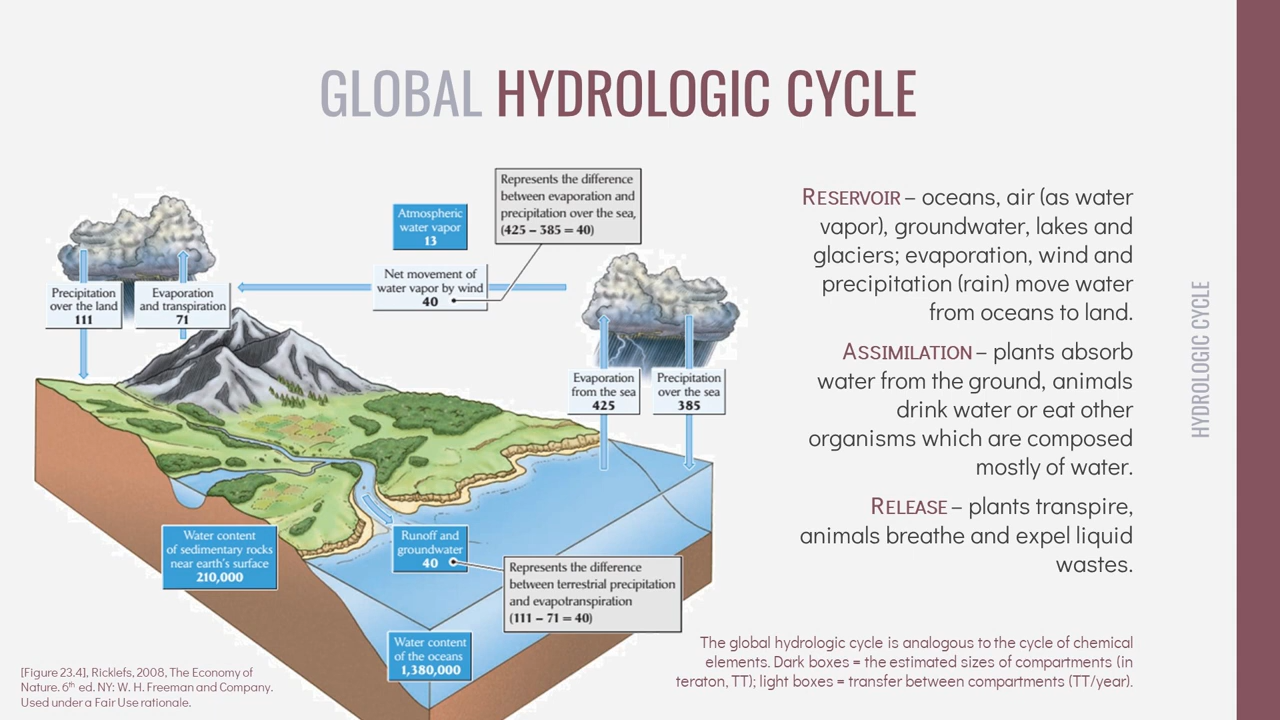 GLOBAL HYDROLOGIC CYCLE
Represents the difference
between evaporation and
precipitation over the sea,
(425 – 385 = 40)
Atmospheric
water vapor
13
Net movement of
water vapor by wind
40
Precipitation
over the land
111
Evaporation
and transpiration
71
Evaporation
from the sea
425
Precipitation
over the sea
385
Water content
of sedimentary rocks
near earth's surface
210,000
Runoff and
groundwater
40
Represents the difference
between terrestrial precipitation
and evapotranspiration
(111 – 71 = 40)
Water content
of the oceans
1,380,000
[Figure 23.4], Ricklefs, 2008, The Economy of
Nature. 6th ed. NY: W. H. Freeman and Company.
Used under a Fair Use rationale.
RESERVOIR – oceans, air (as water
vapor), groundwater, lakes and
glaciers; evaporation, wind and
precipitation (rain) move water
from oceans to land.
ASSIMILATION – plants absorb
water from the ground, animals
drink water or eat other
organisms which are composed
mostly of water.
RELEASE – plants transpire,
animals breathe and expel liquid
wastes.
The global hydrologic cycle is analogous to the cycle of chemical
elements. Dark boxes = the estimated sizes of compartments (in
teraton, TT); light boxes = transfer between compartments (TT/year).
HYDROLOGIC CYCLE